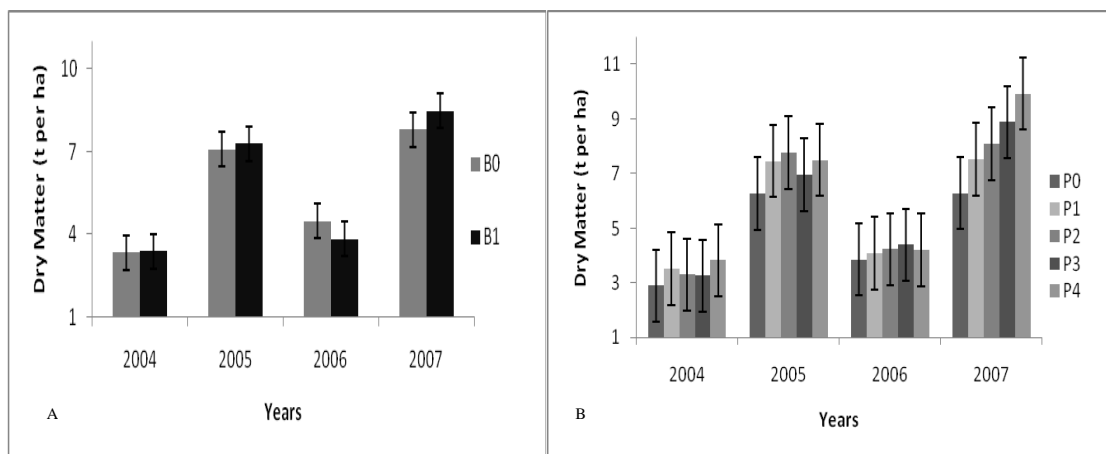 Dry Matter (t per ha)
10
7
4
1
2004 2005 2006 2007
Years
A
B0
B1
Dry Matter (t per ha)
11
9
7
5
3
1
2004 2005 2006 2007
Years
B
P0
P1
P2
P3
P4